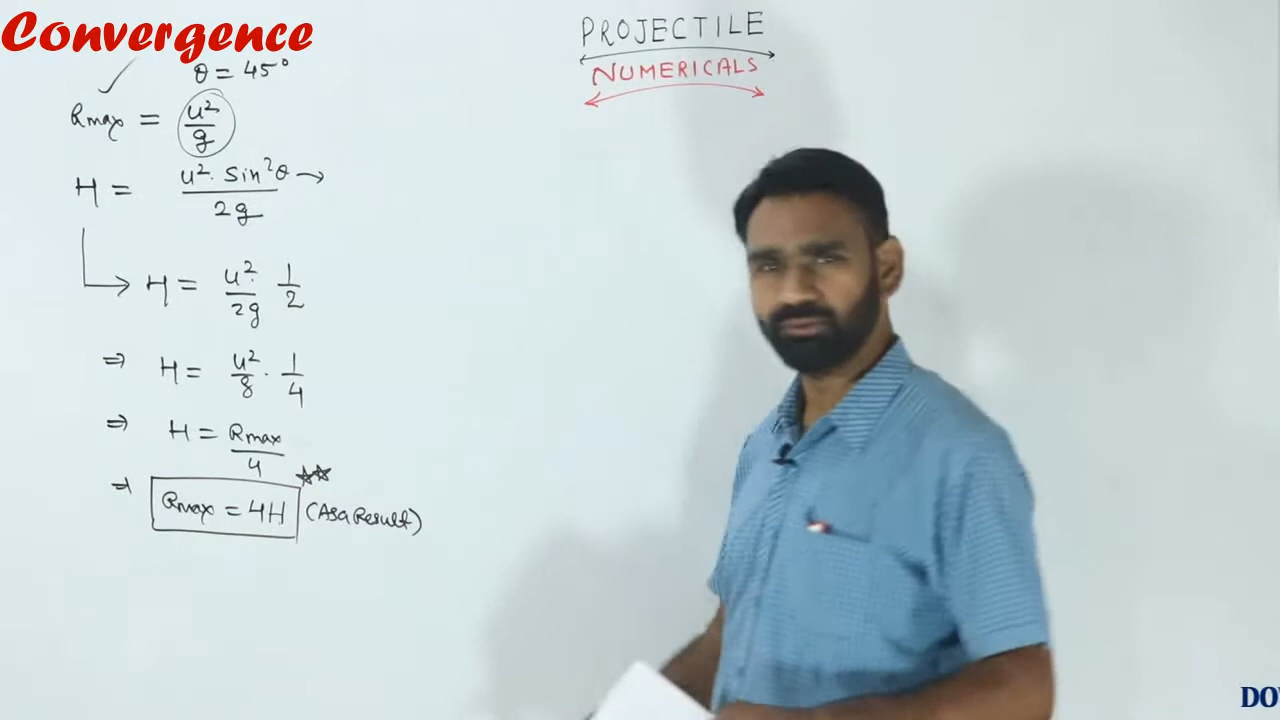 Convergence
PROJECTILE
NUMERICALS
θ = 45°
Rmax = u²/g
H = u². Sin²θ / 2g →
→ H = u²/2g 1/2
⇒ H = u²/g . 1/4
⇒ H = Rmax/4
⇒ Rmax = 4H (As a Result)